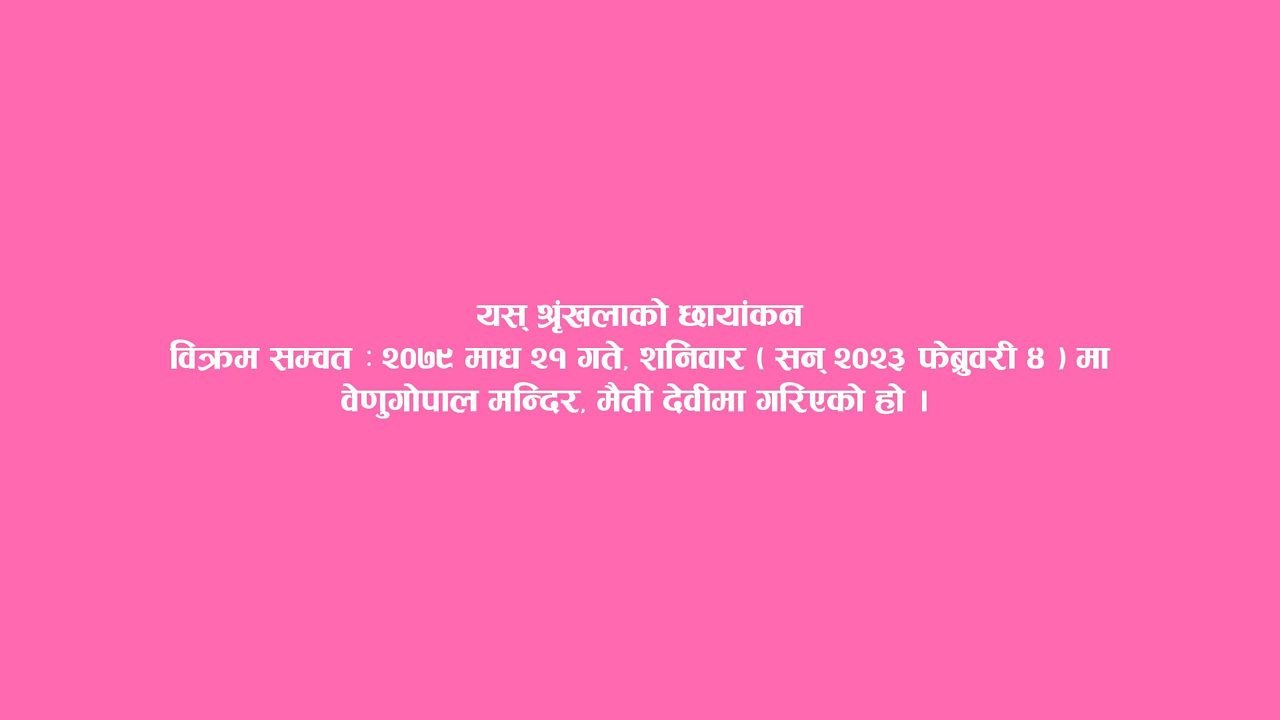 यस् श्रृंखलाको छायांकन
विक्रम सम्वत : २०७९ माध २१ गते, शनिवार ( सन् २०२३ फेब्रुवरी ४ ) मा
वेणुगोपाल मन्दिर, मैती देवीमा गरिएको हो ।